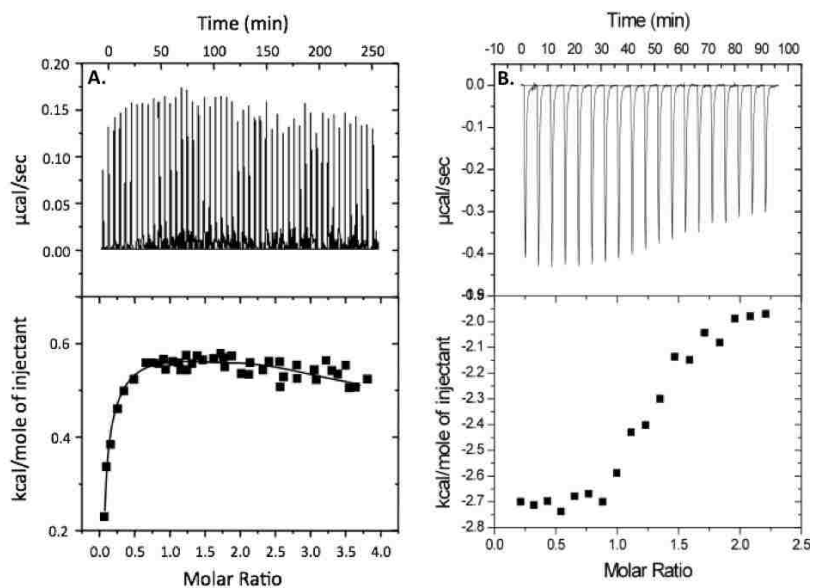 Time (min)
0 50 100 150 200 250
A.
0.20
0.15
0.10
0.05
0.00
µcal/sec
0.6
0.4
0.2
kcal/mole of injectant
0.0 0.5 1.0 1.5 2.0 2.5 3.0 3.5 4.0
Molar Ratio
Time (min)
-10 0 10 20 30 40 50 60 70 80 90 100
B.
0.0
-0.1
-0.2
-0.3
-0.4
µcal/sec
-2.0
-2.1
-2.2
-2.3
-2.4
-2.5
-2.6
-2.7
-2.8
kcal/mole of injectant
0.0 0.5 1.0 1.5 2.0 2.5
Molar Ratio